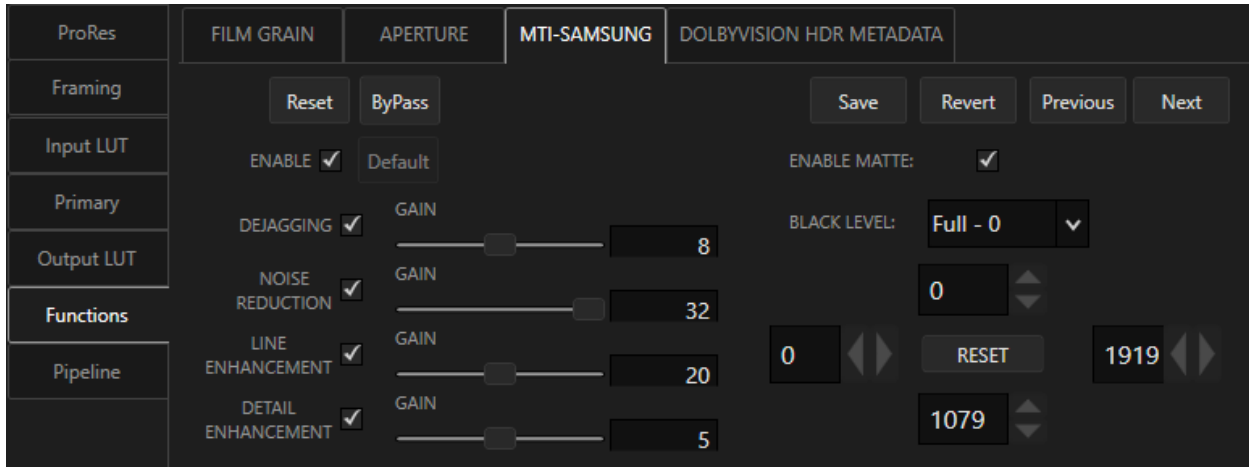 ProRes
Framing
Input LUT
Primary
Output LUT
Functions
Pipeline
FILM GRAIN APERTURE MTI-SAMSUNG DOLBYVISION HDR METADATA
Reset ByPass
ENABLE Default
DEJAGGING GAIN 8
NOISE
REDUCTION GAIN 32
LINE
ENHANCEMENT GAIN 20
DETAIL
ENHANCEMENT GAIN 5
Save Revert Previous Next
ENABLE MATTE:
BLACK LEVEL: Full - 0
0
0 RESET 1919
1079